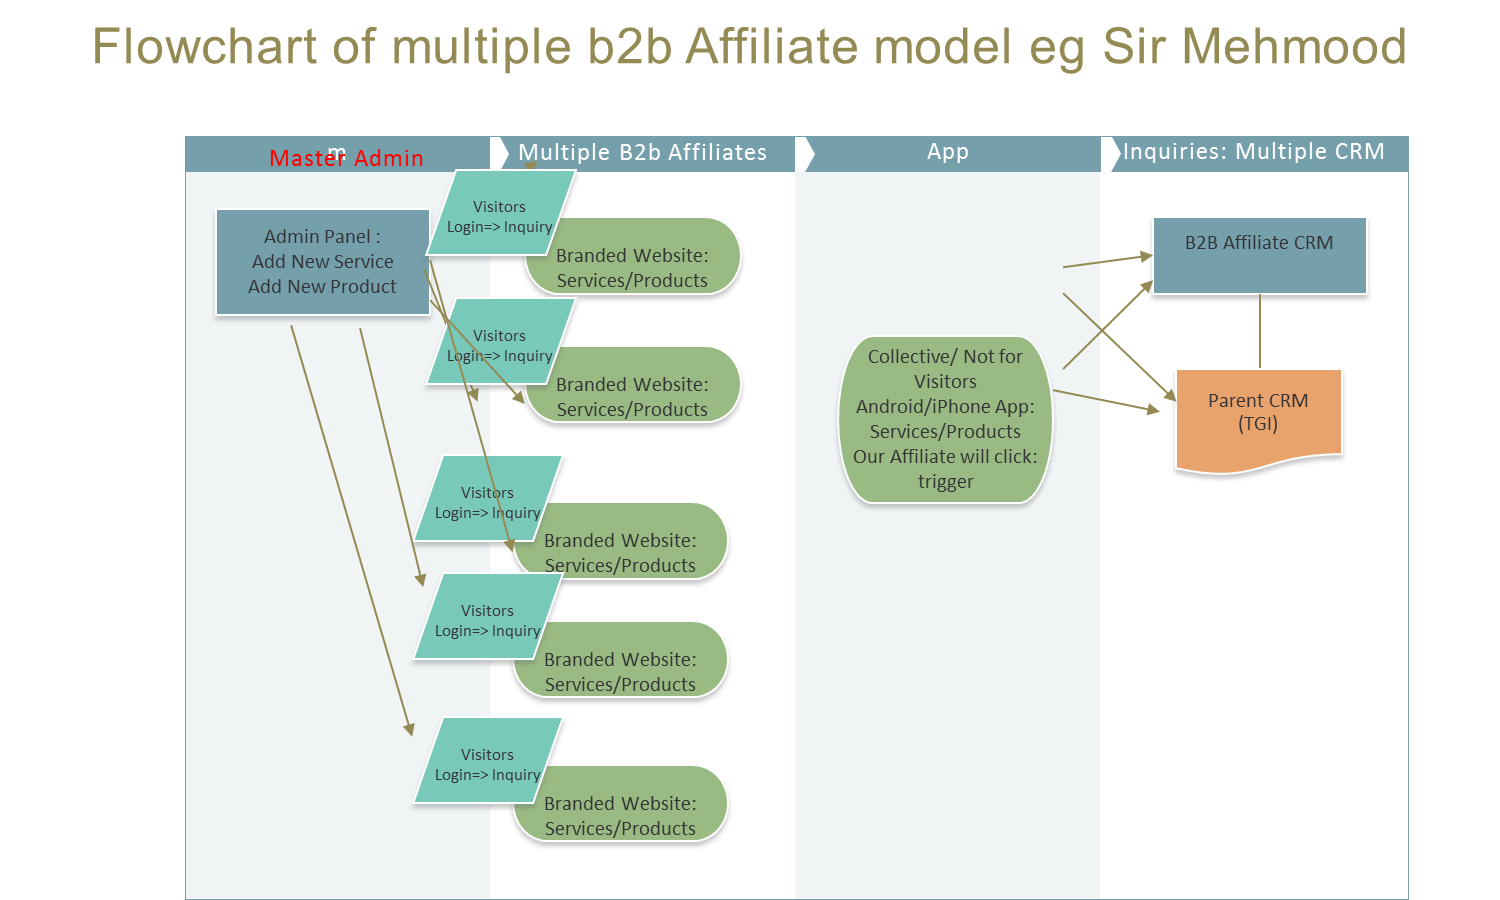 Flowchart of multiple b2b Affiliate model eg Sir Mehmood
m
Master Admin
Multiple B2b Affiliates
App
Inquiries: Multiple CRM
Admin Panel :
Add New Service
Add New Product
Visitors
Login=> Inquiry
Branded Website:
Services/Products
Visitors
Login=> Inquiry
Branded Website:
Services/Products
Visitors
Login=> Inquiry
Branded Website:
Services/Products
Visitors
Login=> Inquiry
Branded Website:
Services/Products
Visitors
Login=> Inquiry
Branded Website:
Services/Products
Collective/ Not for
Visitors
Android/iPhone App:
Services/Products
Our Affiliate will click:
trigger
B2B Affiliate CRM
Parent CRM
(TGI)